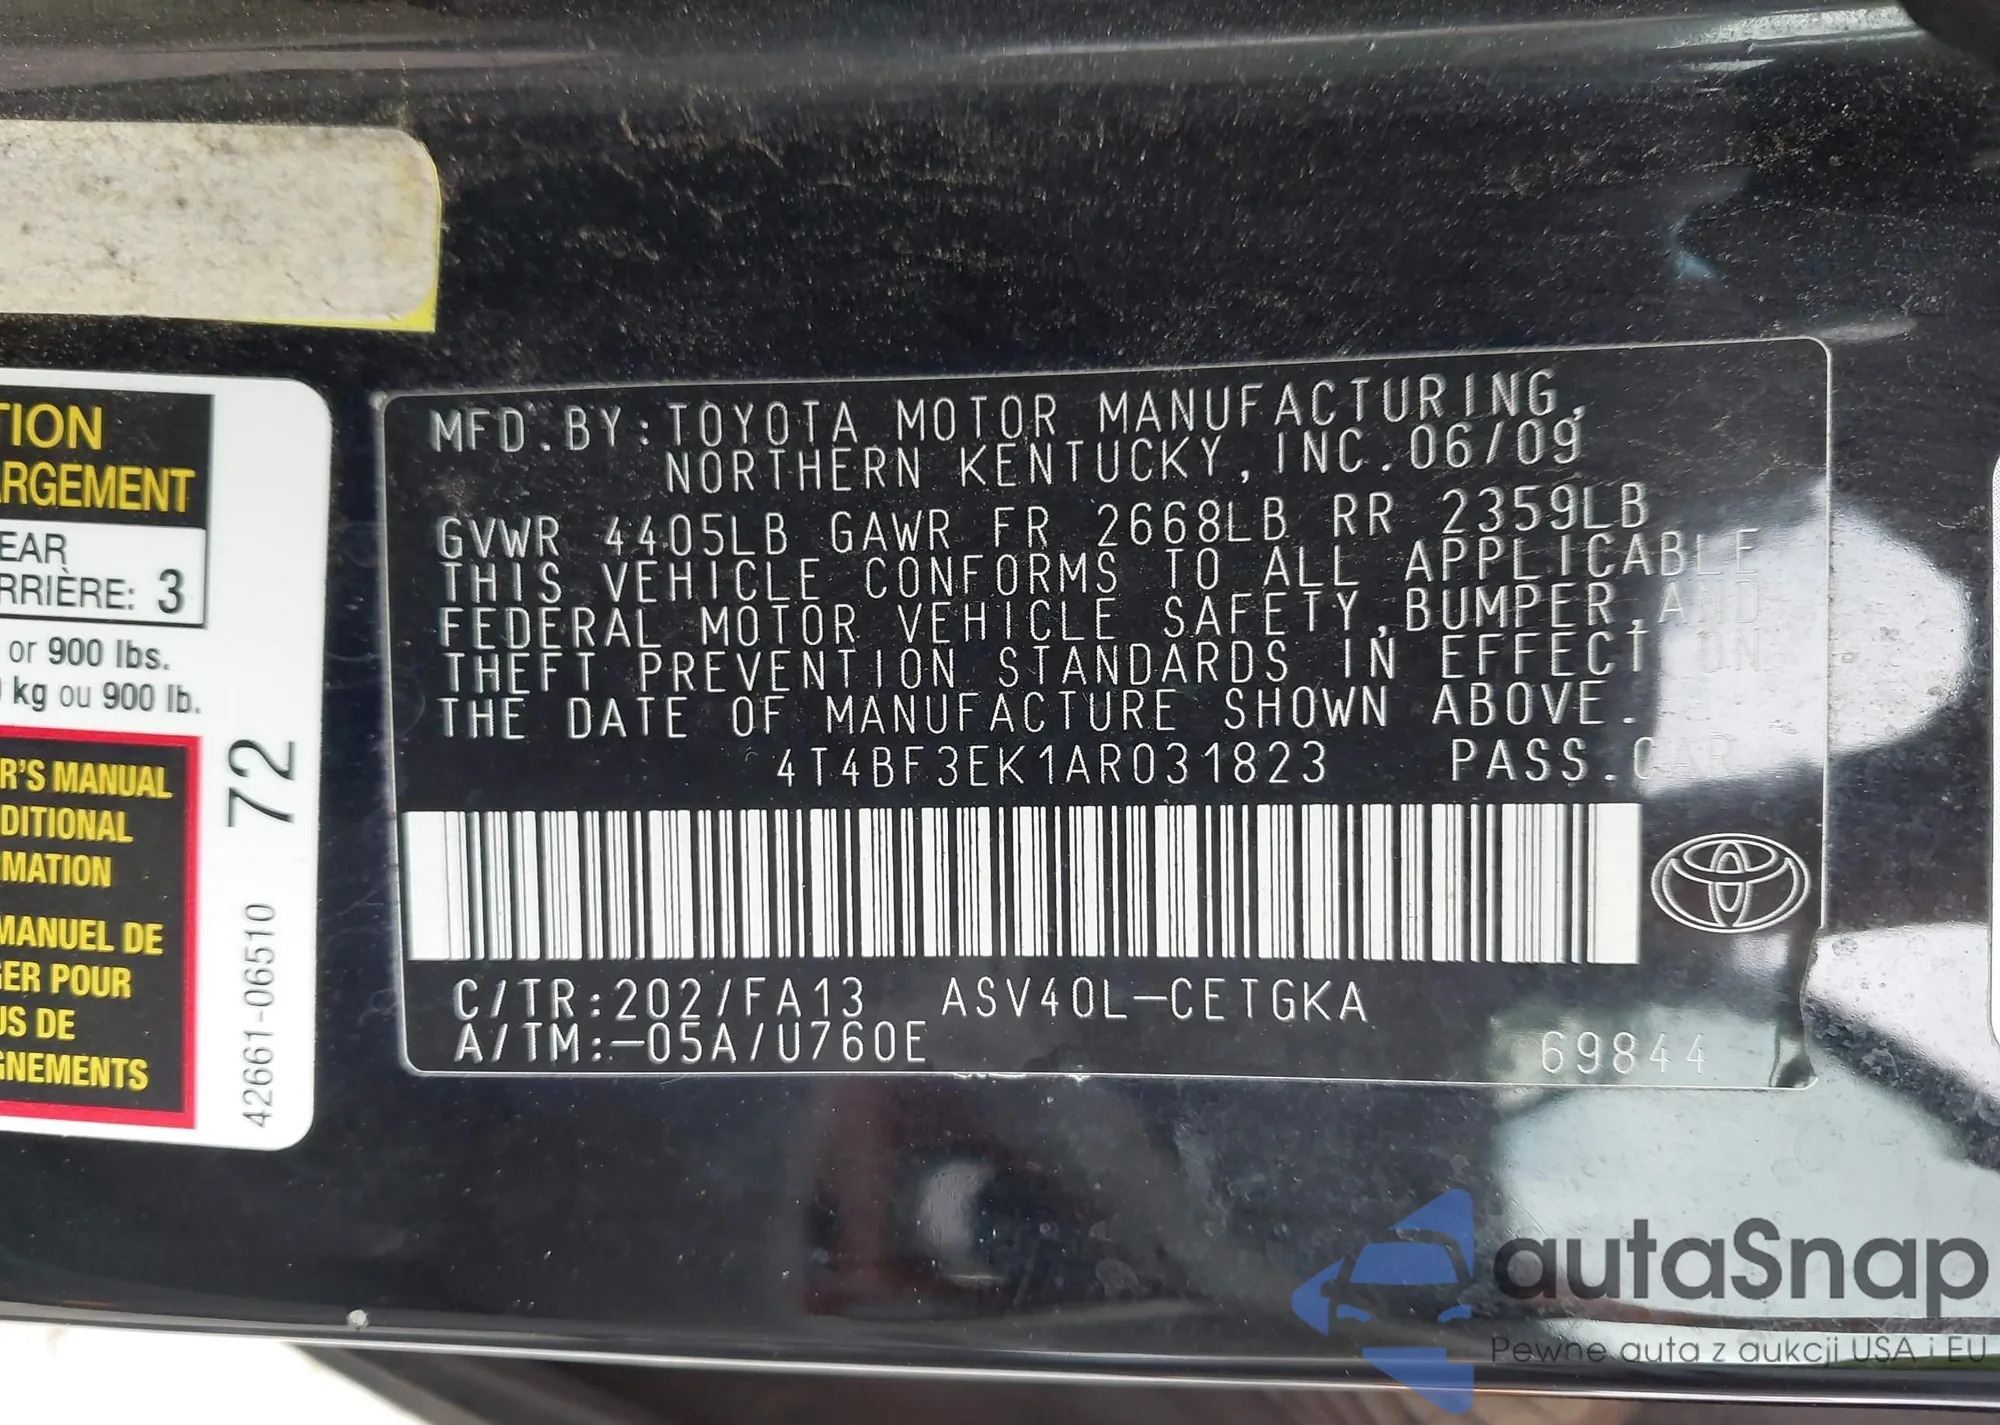 TION
ARGEMENT
EAR
RRIÈRE: 3
or 900 lbs.
kg ou 900 lb.
R'S MANUAL
DITIONAL
RMATION
MANUEL DE
GER POUR
US DE
GNEMENTS
72
42661-06510
MFD.BY:TOYOTA MOTOR MANUFACTURING,
NORTHERN KENTUCKY,INC.06/09
GVWR 4405LB GAWR FR 2668LB RR 2359LB
THIS VEHICLE CONFORMS TO ALL APPLICABLE
FEDERAL MOTOR VEHICLE SAFETY,BUMPER,AND
THEFT PREVENTION STANDARDS IN EFFECT ON
THE DATE OF MANUFACTURE SHOWN ABOVE.
4T4BF3EK1AR031823 PASS.CAR
C/TR:202/FA13 ASV40L-CETGKA
A/TM:-05A/U760E
69844
autaSnap
Pewne auta z aukcji USA i EU